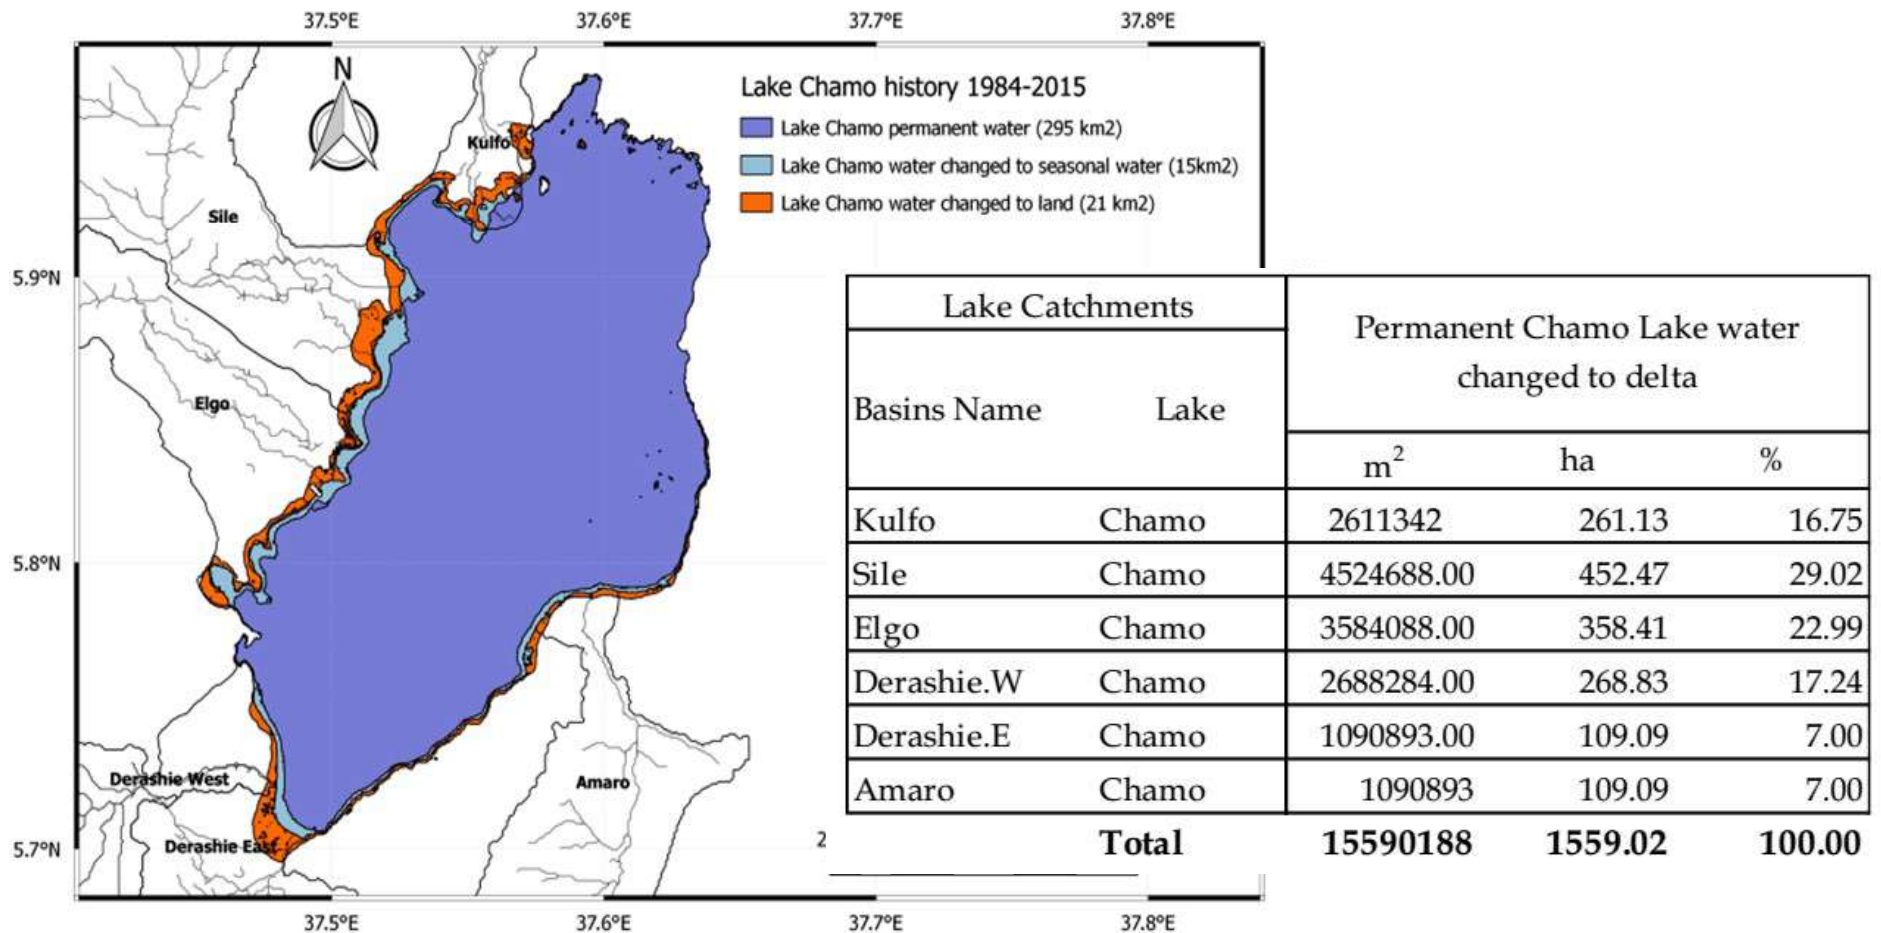 37.5°E 37.6°E 37.7°E 37.8°E
N
Lake Chamo history 1984-2015
Lake Chamo permanent water (295 km2)
Lake Chamo water changed to seasonal water (15km2)
Lake Chamo water changed to land (21 km2)
Kulfo
Sile
5.9°N
Elgo
5.8°N
Derashie West
Amaro
Derashie East
5.7°N
2
37.5°E 37.6°E 37.7°E 37.8°E
Lake Catchments
Permanent Chamo Lake water
changed to delta
Basins Name Lake
m² ha %
Kulfo Chamo 2611342 261.13 16.75
Sile Chamo 4524688.00 452.47 29.02
Elgo Chamo 3584088.00 358.41 22.99
Derashie.W Chamo 2688284.00 268.83 17.24
Derashie.E Chamo 1090893.00 109.09 7.00
Amaro Chamo 1090893 109.09 7.00
Total 15590188 1559.02 100.00